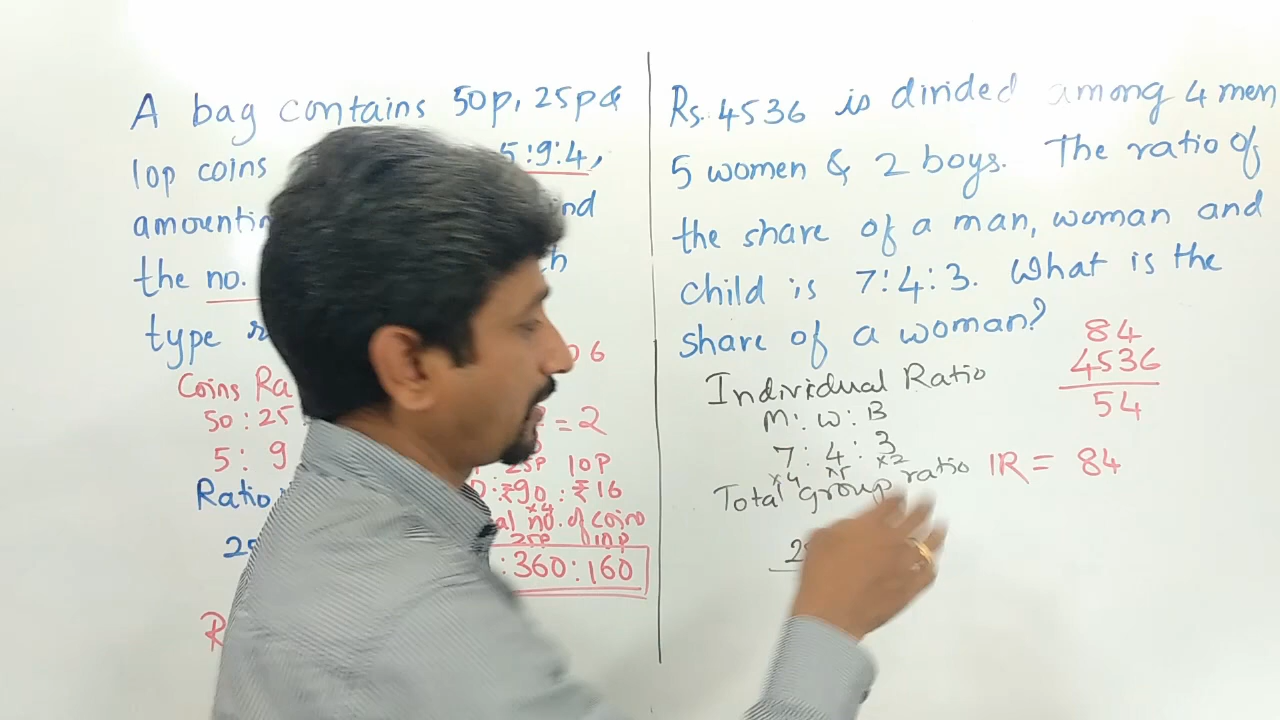 A bag contains 50p, 25p &
10p coins 5:9:4,
amountin nd
the no. h
type
Coins Ra 06
50:25 = 2
5: 9 25p 10p
:₹90:₹16
x4
Ratio al no. of coins
25p 10p
:360:160
R
Rs. 4536 is divided among 4 men
5 women & 2 boys. The ratio of
the share of a man, woman and
child is 7:4:3. What is the
share of a woman?
84
4536
54
Individual Ratio
M: W: B
7: 4: 3
x4 x5 x2
Total group ratio 1R = 84